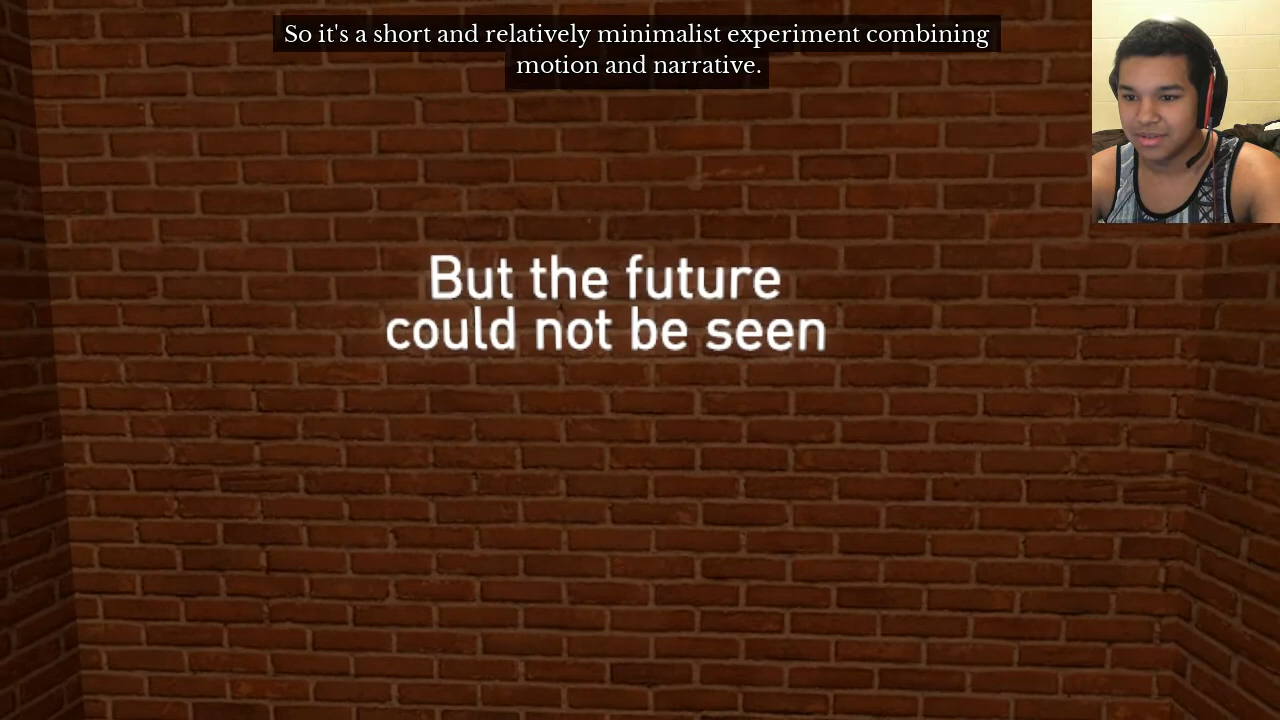 So it's a short and relatively minimalist experiment combining
motion and narrative.
But the future
could not be seen